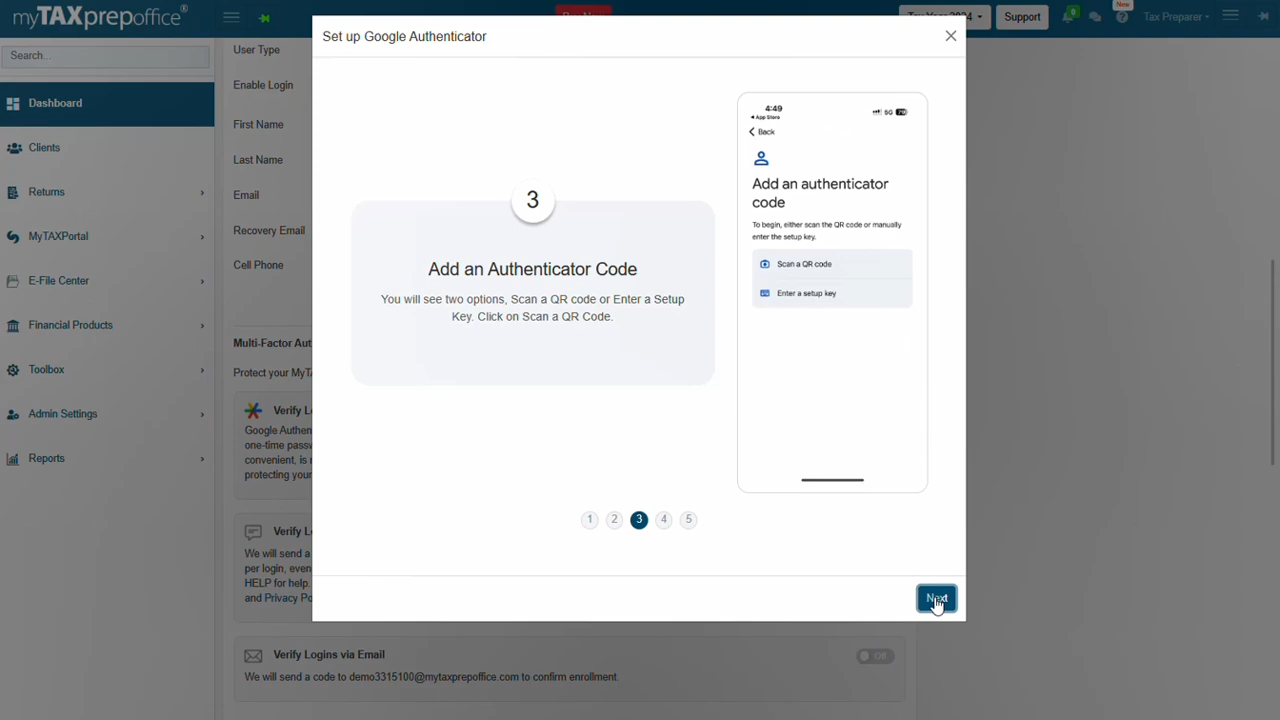 myTAXprepoffice®
Support
0
New
Tax Preparer
Search...
Dashboard
Clients
Returns
MyTAXPortal
E-File Center
Financial Products
Toolbox
Admin Settings
Reports
User Type
Enable Login
First Name
Last Name
Email
Recovery Email
Cell Phone
Multi-Factor Aut
Protect your MyT
Verify L
Google Authen
one-time passw
convenient, is
protecting your
Verify L
We will send a
per login, even
HELP for help.
and Privacy Po
Verify Logins via Email
Off
We will send a code to demo3315100@mytaxprepoffice.com to confirm enrollment.
Set up Google Authenticator
3
Add an Authenticator Code
You will see two options, Scan a QR code or Enter a Setup
Key. Click on Scan a QR Code.
4:49
App Store
5G
Back
Add an authenticator
code
To begin, either scan the QR code or manually
enter the setup key.
Scan a QR code
Enter a setup key
1 2 3 4 5
Next